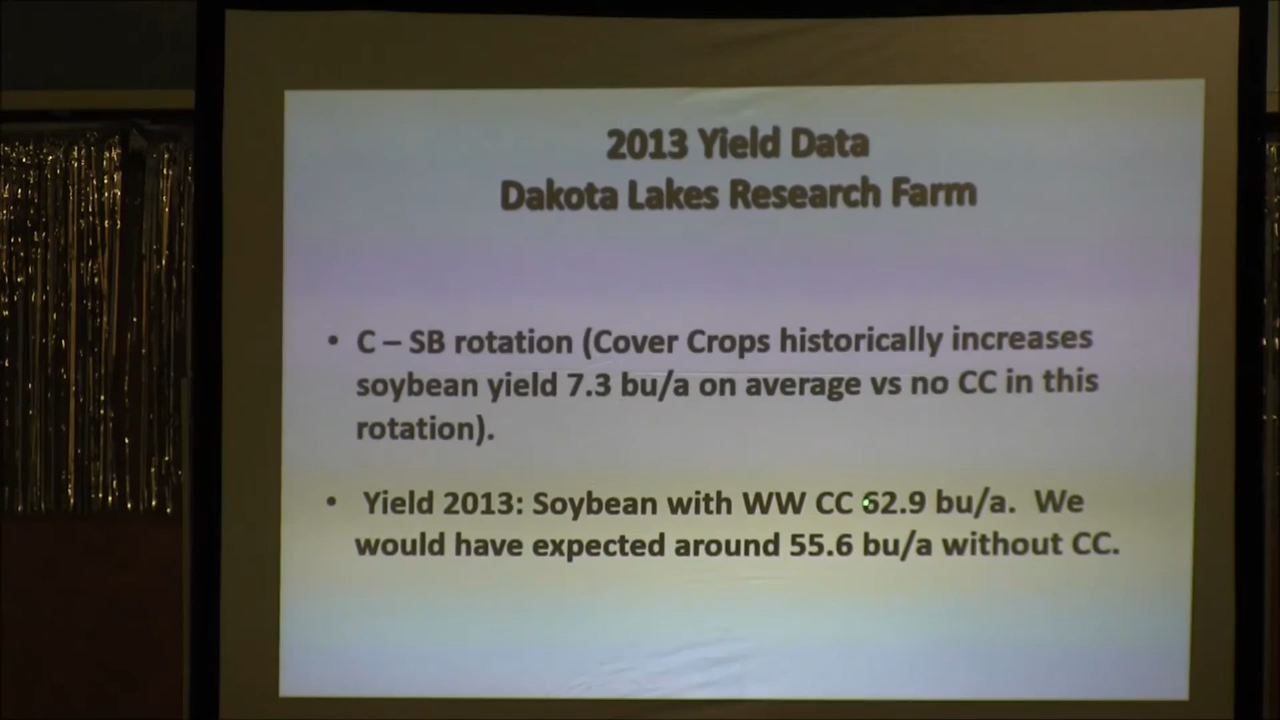 2013 Yield Data
Dakota Lakes Research Farm
• C – SB rotation (Cover Crops historically increases
soybean yield 7.3 bu/a on average vs no CC in this
rotation).
• Yield 2013: Soybean with WW CC 62.9 bu/a. We
would have expected around 55.6 bu/a without CC.